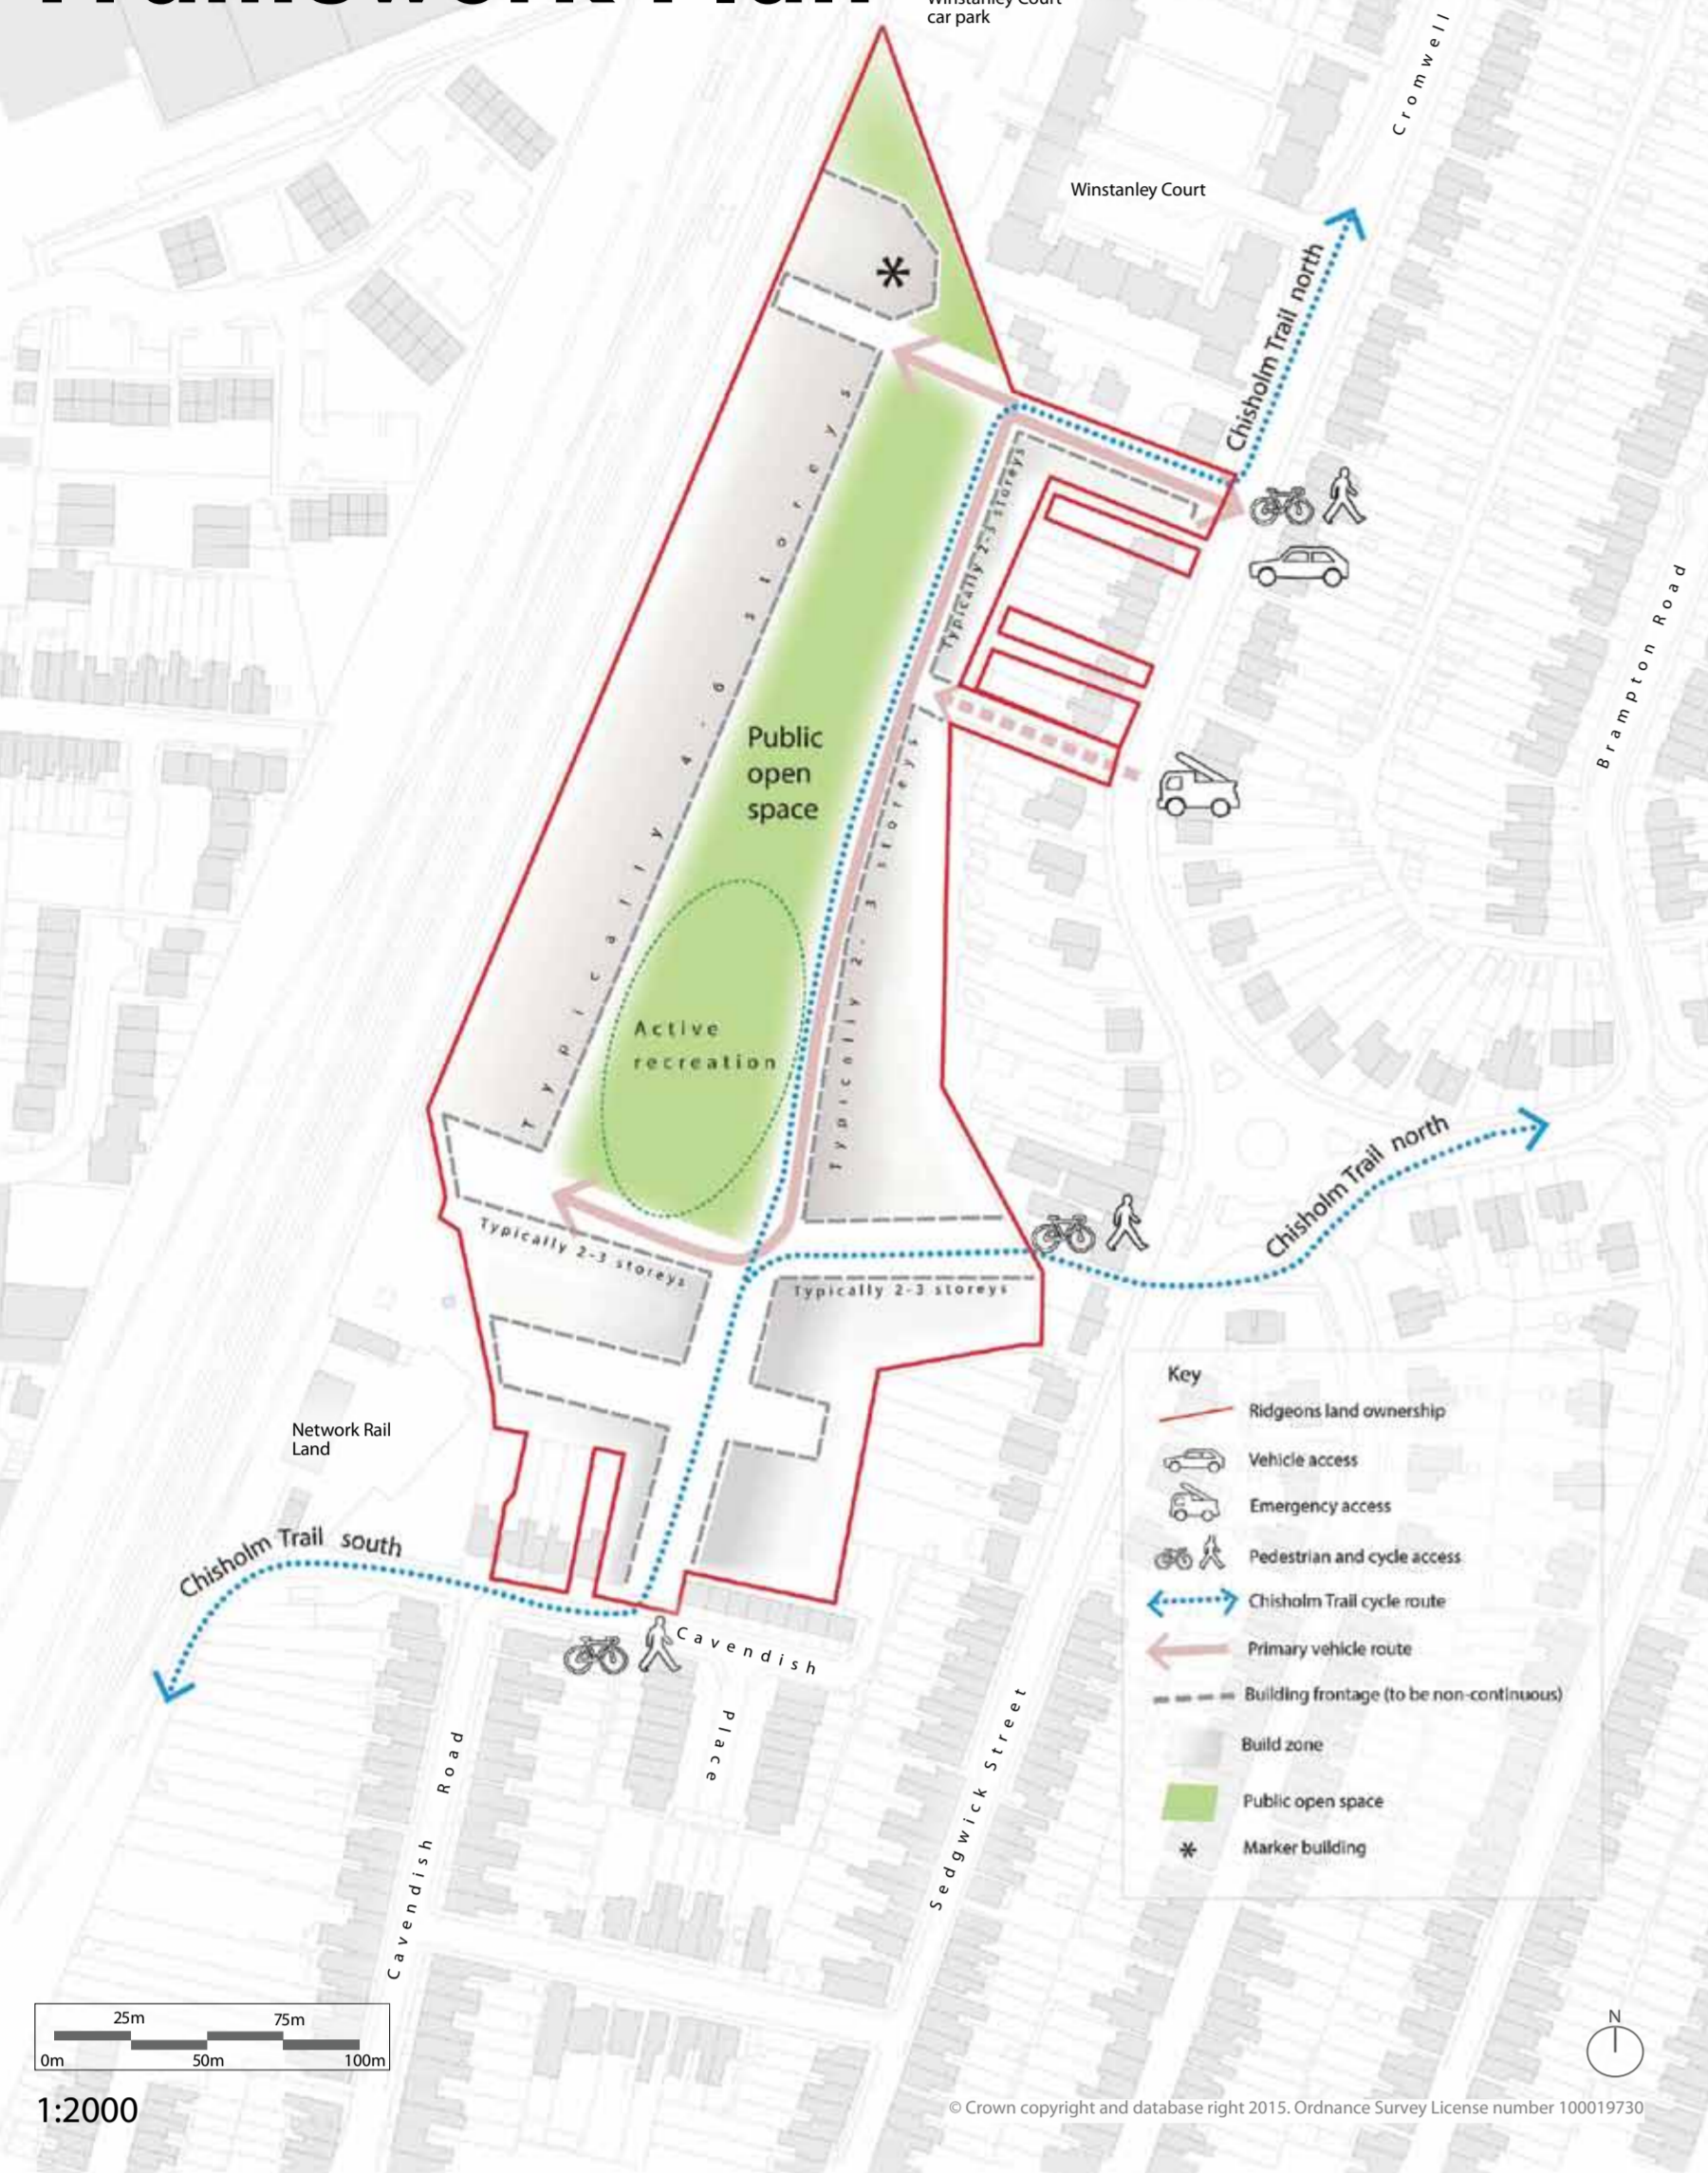 Framework Plan
Winstanley Court
car park
Cromwell
Winstanley Court
Chisholm Trail north
Brampton Road
Typically 4-6 storeys
Typically 2-3 storeys
Public
open
space
Typically 2-3 storeys
Active
recreation
Chisholm Trail north
Typically 2-3 storeys
Typically 2-3 storeys
Network Rail
Land
Chisholm Trail south
Cavendish
Place
Cavendish Road
Sedgwick Street
Key
Ridgeons land ownership
Vehicle access
Emergency access
Pedestrian and cycle access
Chisholm Trail cycle route
Primary vehicle route
Building frontage (to be non-continuous)
Build zone
Public open space
Marker building
25m 75m
0m 50m 100m
1:2000
N
© Crown copyright and database right 2015. Ordnance Survey License number 100019730